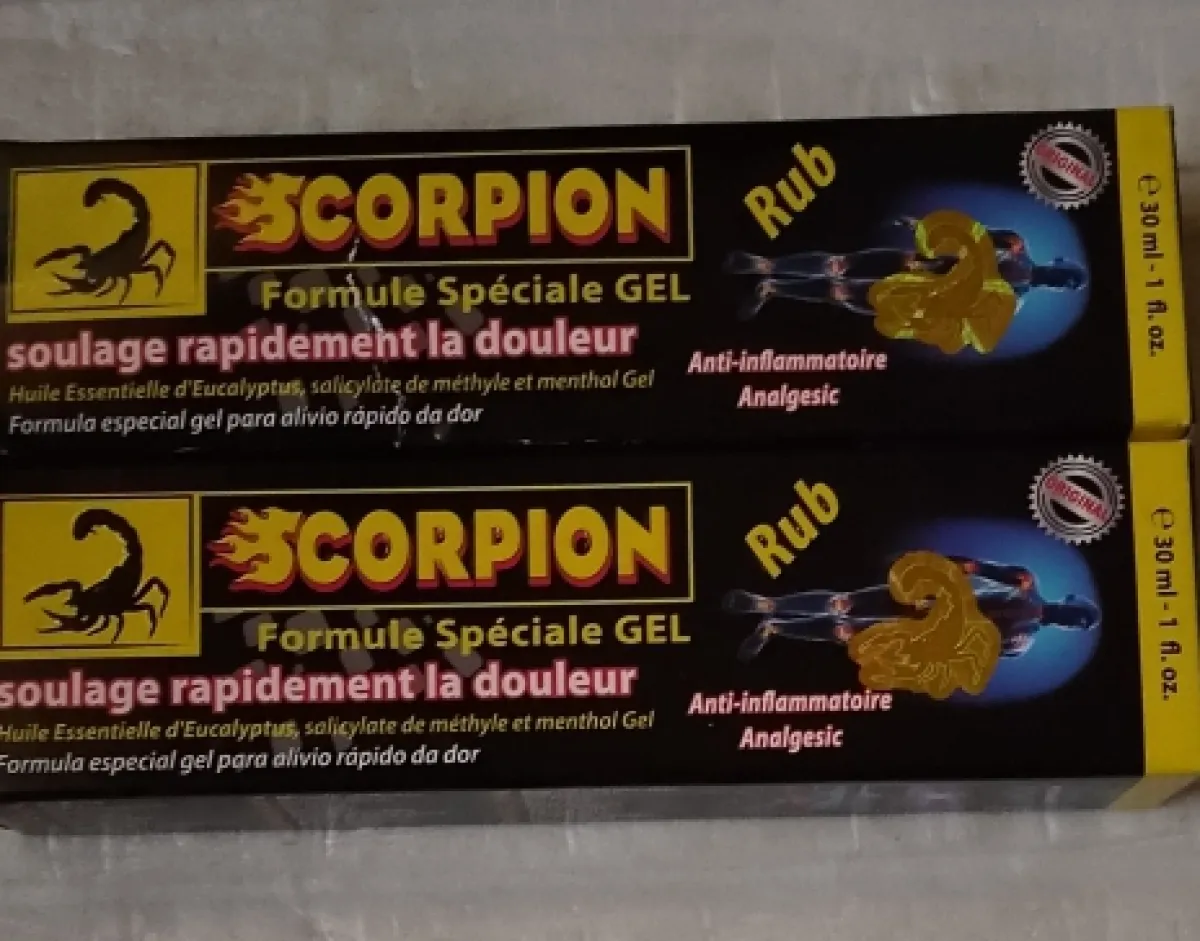 SCORPION
Formule Spéciale GEL
soulage rapidement la douleur
Huile Essentielle d'Eucalyptus, salicylate de méthyle et menthol Gel
Formula especial gel para alivio rápido da dor
Rub
Anti-inflammatoire
Analgesic
ORIGINAL
℮ 30 ml - 1 fl. oz.
SCORPION
Formule Spéciale GEL
soulage rapidement la douleur
Huile Essentielle d'Eucalyptus, salicylate de méthyle et menthol Gel
Formula especial gel para alivio rápido da dor
Rub
Anti-inflammatoire
Analgesic
ORIGINAL
℮ 30 ml - 1 fl. oz.